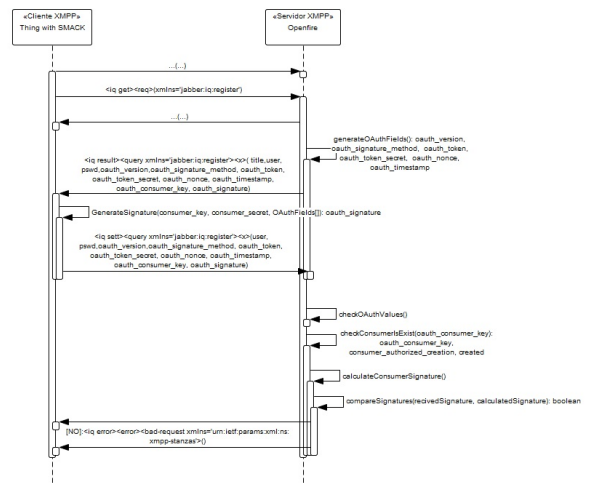 «Cliente XMPP»
Thing with SMACK
«Servidor XMPP»
Openfire
...(...)
<iq get><req>(xmlns='jabber:iq:register')
...(...)
generateOAuthFields(): oauth_version,
oauth_signature_method, oauth_token,
oauth_token_secret, oauth_nonce,
oauth_timestamp
<iq result><query xmlns='jabber:iq:register'><x>( title,user,
pswd,oauth_version,oauth_signature_method, oauth_token,
oauth_token_secret, oauth_nonce, oauth_timestamp,
oauth_consumer_key, oauth_signature)
GenerateSignature(consumer_key, consumer_secret, OAuthFields[]): oauth_signature
<iq sett><query xmlns='jabber:iq:register'><x>(user,
pswd,oauth_version,oauth_signature_method, oauth_token,
oauth_token_secret, oauth_nonce, oauth_timestamp,
oauth_consumer_key, oauth_signature)
checkOAuthValues()
checkConsumerIsExist(oauth_consumer_key):
oauth_consumer_key,
consumer_authorized_creation, created
calculateConsumerSignature()
compareSignatures(recivedSignature, calculatedSignature): boolean
[NO]:<iq error><error><bad-request xmlns='urn:ietf:params:xml:ns:
xmpp-stanzas'>()